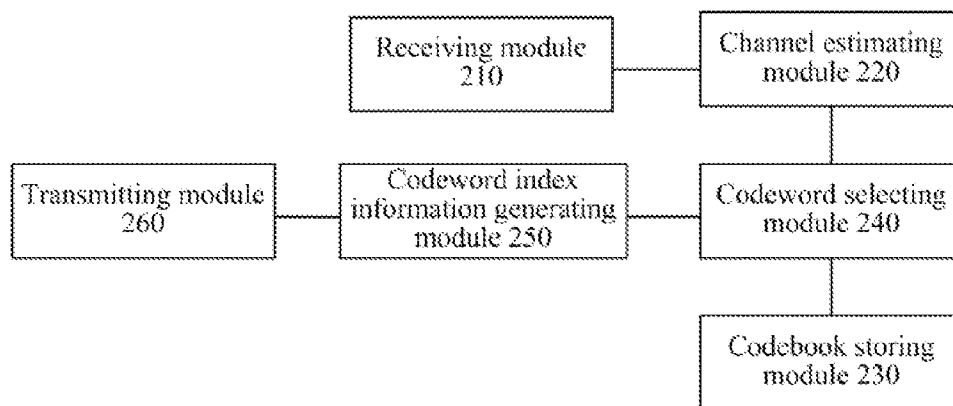 Receiving module
210
Channel estimating
module 220
Transmitting module
260
Codeword index
information generating
module 250
Codeword selecting
module 240
Codebook storing
module 230